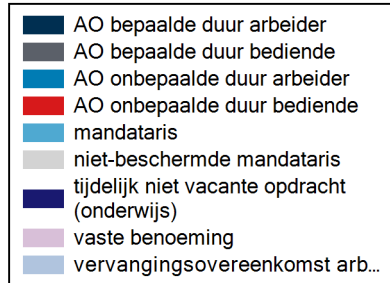 AO bepaalde duur arbeider
AO bepaalde duur bediende
AO onbepaalde duur arbeider
AO onbepaalde duur bediende
mandataris
niet-beschermde mandataris
tijdelijk niet vacante opdracht
(onderwijs)
vaste benoeming
vervangingsovereenkomst arb...